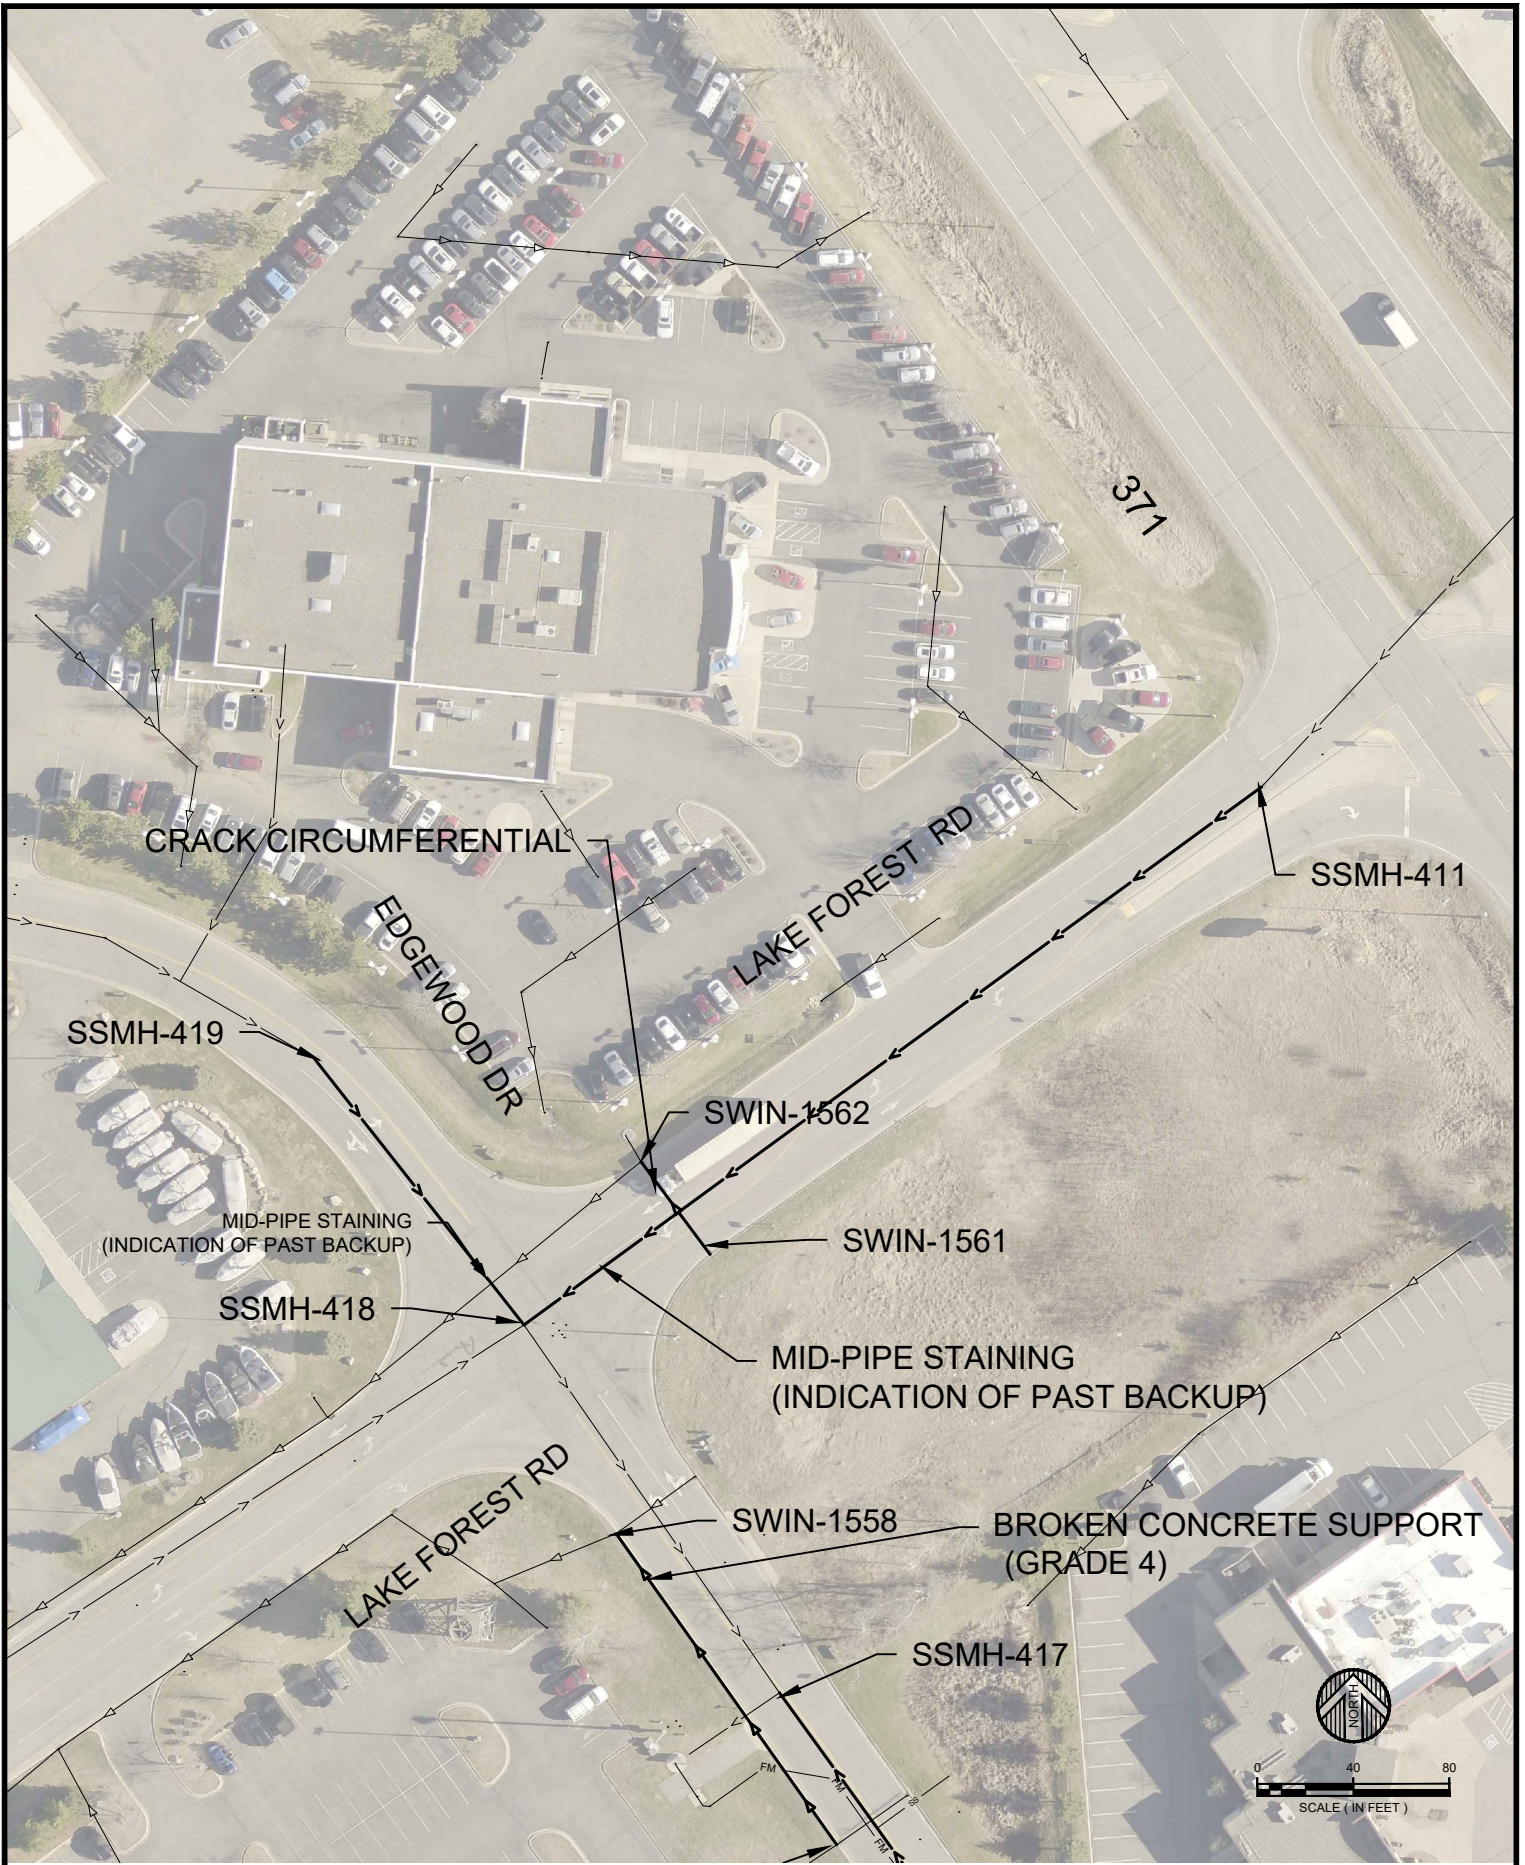 371
CRACK CIRCUMFERENTIAL
LAKE FOREST RD
SSMH-411
EDGEWOOD DR
SSMH-419
SWIN-1562
MID-PIPE STAINING
(INDICATION OF PAST BACKUP)
SWIN-1561
SSMH-418
MID-PIPE STAINING
(INDICATION OF PAST BACKUP)
LAKE FOREST RD
SWIN-1558
BROKEN CONCRETE SUPPORT
(GRADE 4)
SSMH-417
NORTH
0 40 80
SCALE ( IN FEET )
FM
FM
FM